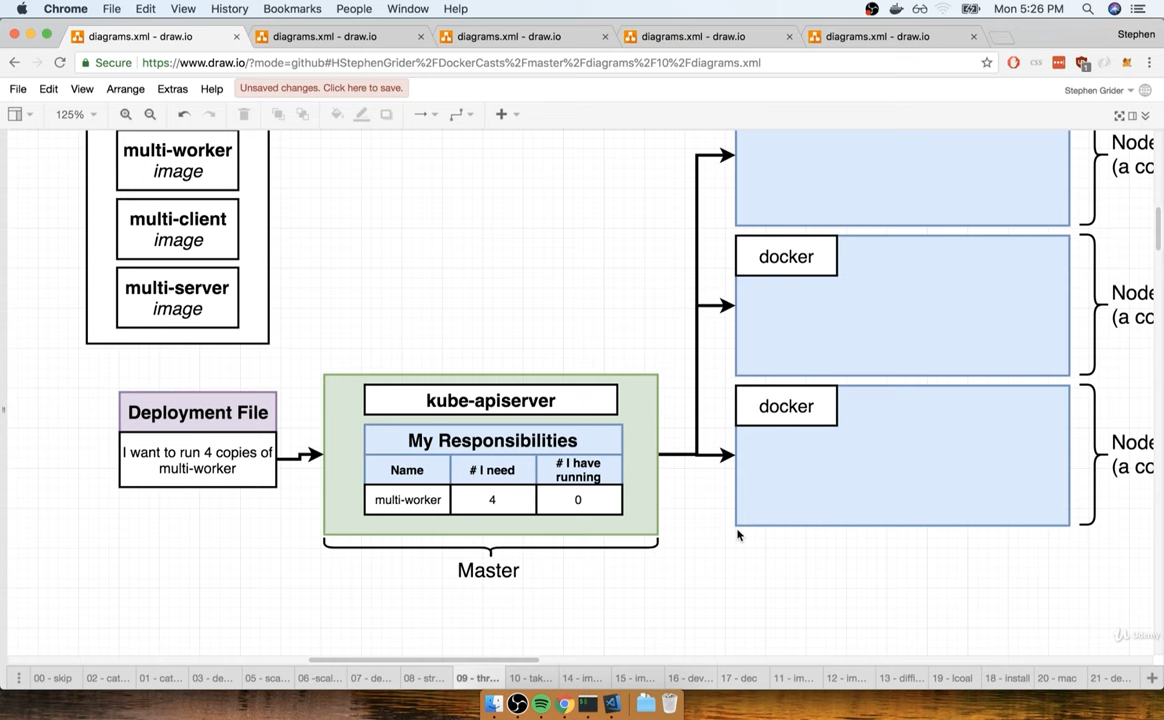 Chrome File Edit View History Bookmarks People Window Help Mon 5:26 PM
diagrams.xml - draw.io diagrams.xml - draw.io diagrams.xml - draw.io diagrams.xml - draw.io diagrams.xml - draw.io Stephen
Secure https://www.draw.io/?mode=github#HStephenGrider%2FDockerCasts%2Fmaster%2Fdiagrams%2F10%2Fdiagrams.xml
File Edit View Arrange Extras Help Unsaved changes. Click here to save. Stephen Grider
125%
multi-worker
image
multi-client
image
multi-server
image
Deployment File
I want to run 4 copies of
multi-worker
kube-apiserver
My Responsibilities
Name # I need # I have
running
multi-worker 4 0
Master
Node
(a co
docker
Node
(a co
docker
Node
(a co
Udemy
00 - skip 02 - cat... 01 - cat... 03 - de... 05 - sca... 06 -scal... 07 - de... 08 - str... 09 - thr... 10 - tak... 14 - im... 15 - im... 16 - dev... 17 - dec 11 - im... 12 - im... 13 - diffi... 19 - lcoal 18 - install 20 - mac 21 - de...